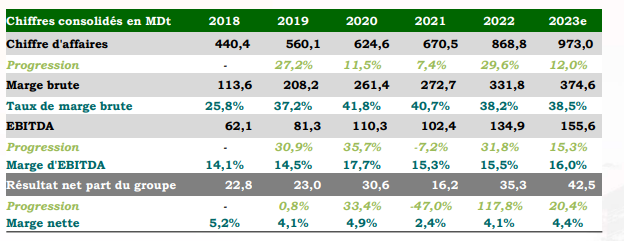 Chiffres consolidés en MDt 2018 2019 2020 2021 2022 2023e
Chiffre d'affaires 440,4 560,1 624,6 670,5 868,8 973,0
Progression - 27,2% 11,5% 7,4% 29,6% 12,0%
Marge brute 113,6 208,2 261,4 272,7 331,8 374,6
Taux de marge brute 25,8% 37,2% 41,8% 40,7% 38,2% 38,5%
EBITDA 62,1 81,3 110,3 102,4 134,9 155,6
Progression - 30,9% 35,7% -7,2% 31,8% 15,3%
Marge d'EBITDA 14,1% 14,5% 17,7% 15,3% 15,5% 16,0%
Résultat net part du groupe 22,8 23,0 30,6 16,2 35,3 42,5
Progression - 0,8% 33,4% -47,0% 117,8% 20,4%
Marge nette 5,2% 4,1% 4,9% 2,4% 4,1% 4,4%